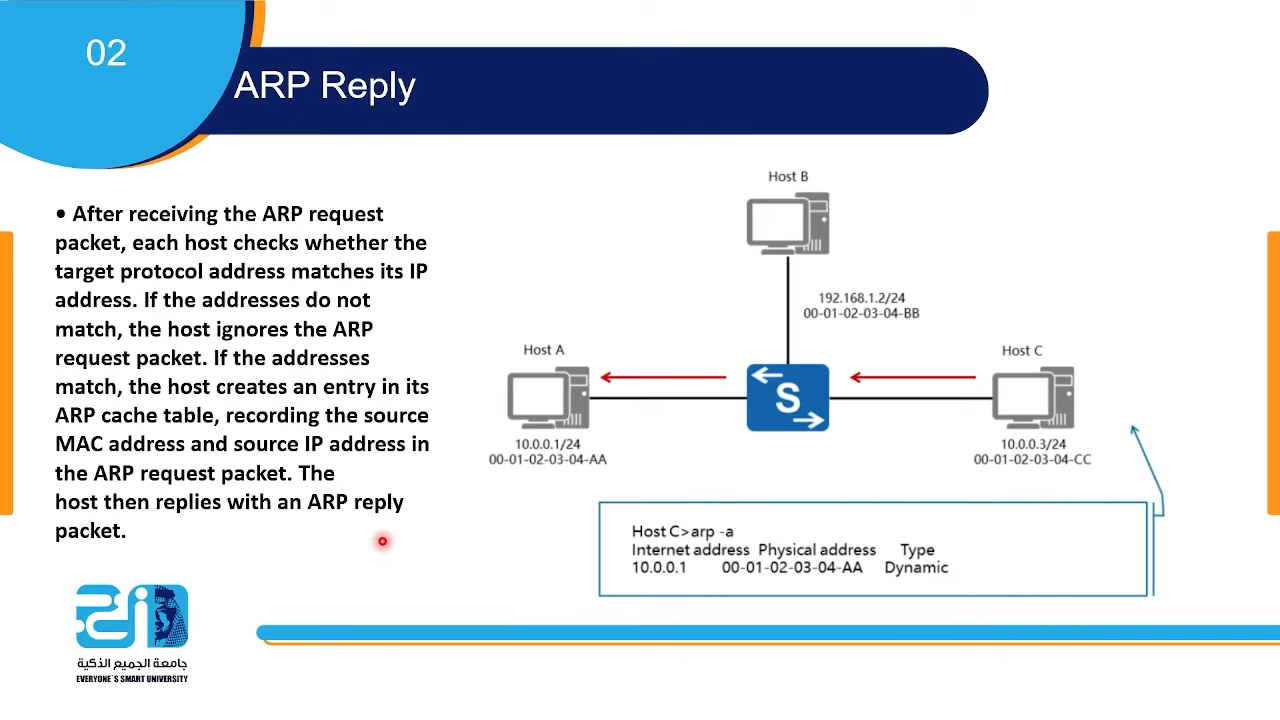 02
ARP Reply
• After receiving the ARP request
packet, each host checks whether the
target protocol address matches its IP
address. If the addresses do not
match, the host ignores the ARP
request packet. If the addresses
match, the host creates an entry in its
ARP cache table, recording the source
MAC address and source IP address in
the ARP request packet. The
host then replies with an ARP reply
packet.
Host B
192.168.1.2/24
00-01-02-03-04-BB
Host A
S
Host C
10.0.0.1/24
00-01-02-03-04-AA
10.0.0.3/24
00-01-02-03-04-CC
Host C>arp -a
Internet address Physical address Type
10.0.0.1 00-01-02-03-04-AA Dynamic
جامعة الجميع الذكية
EVERYONE`S SMART UNIVERSITY